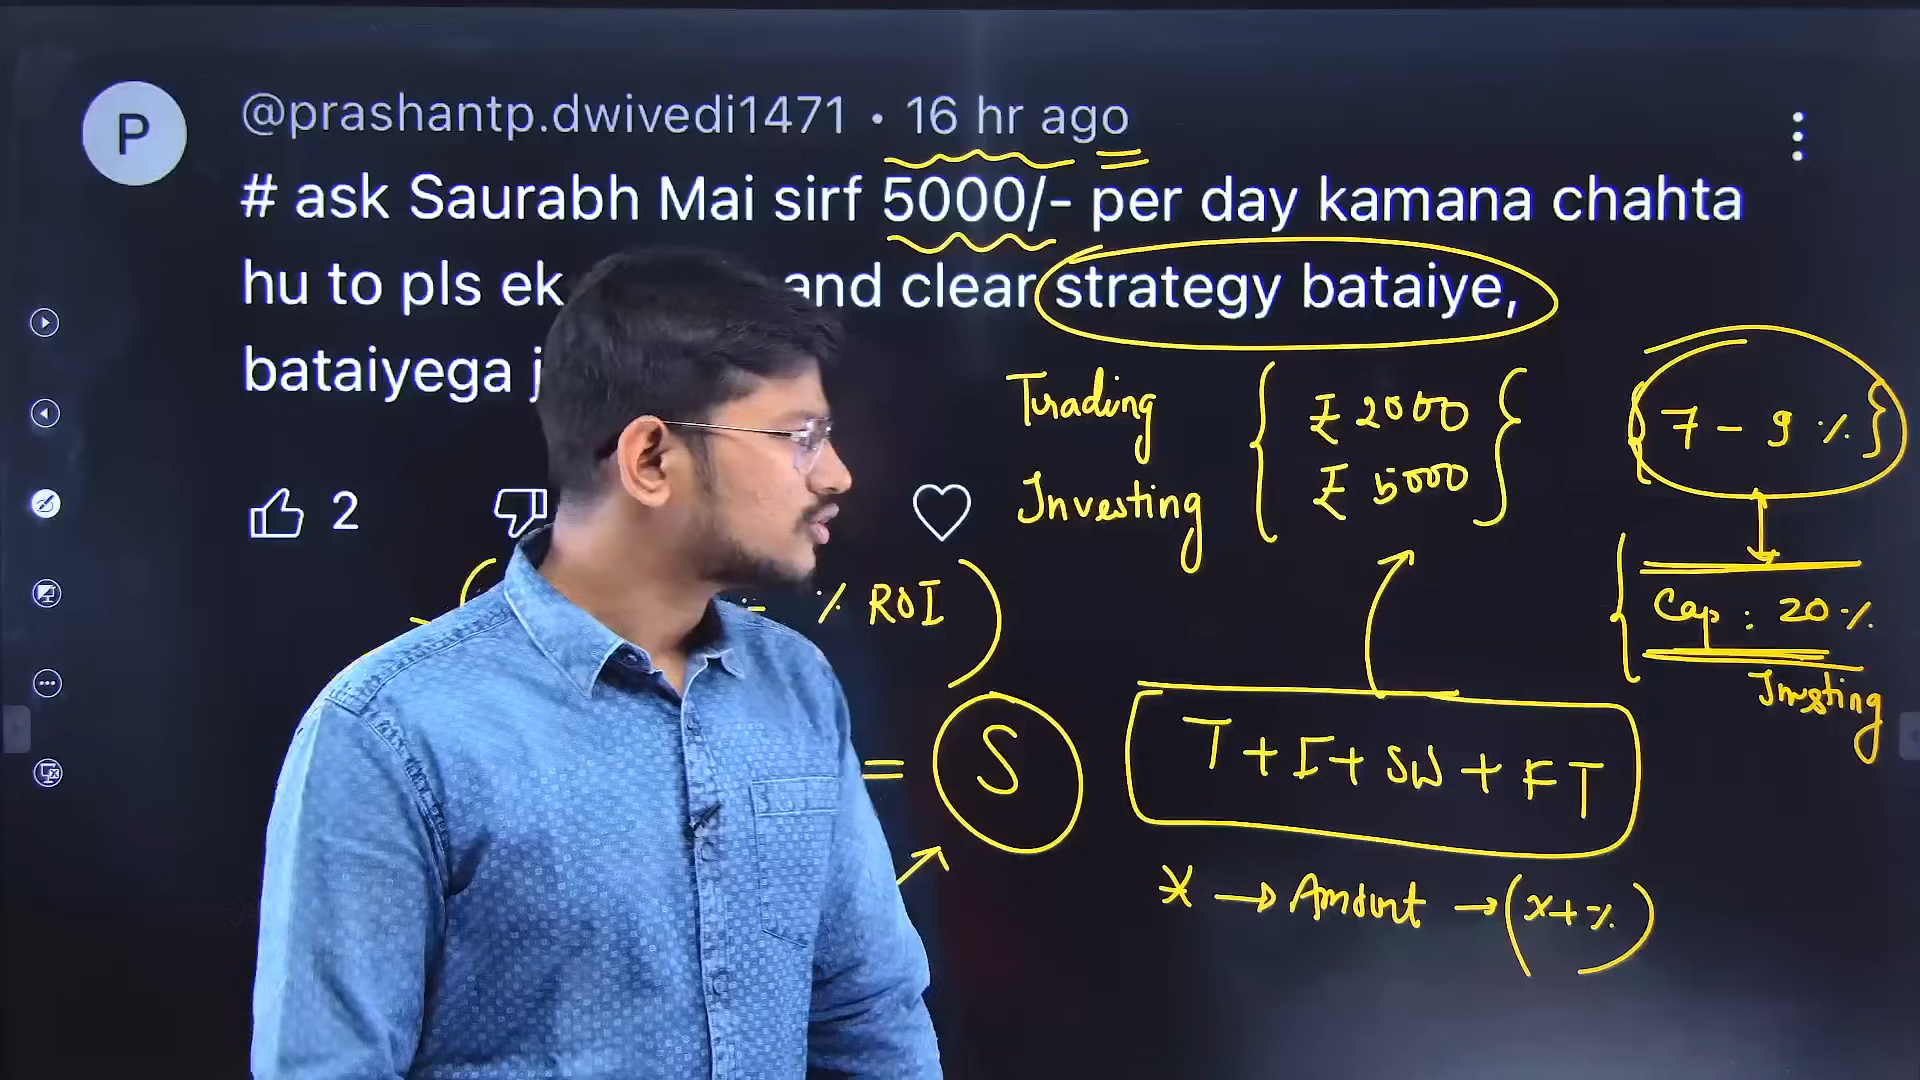 P
@prashantp.dwivedi1471 • 16 hr ago
# ask Saurabh Mai sirf 5000/- per day kamana chahta
hu to pls ek and clear strategy bataiye,
bataiyega
2
Trading
Investing
₹ 2000
₹ 5000
7 - 9 %
Cap : 20 %
Investing
% ROI
= S
T + I + SW + FT
X → Amount → (x+%)